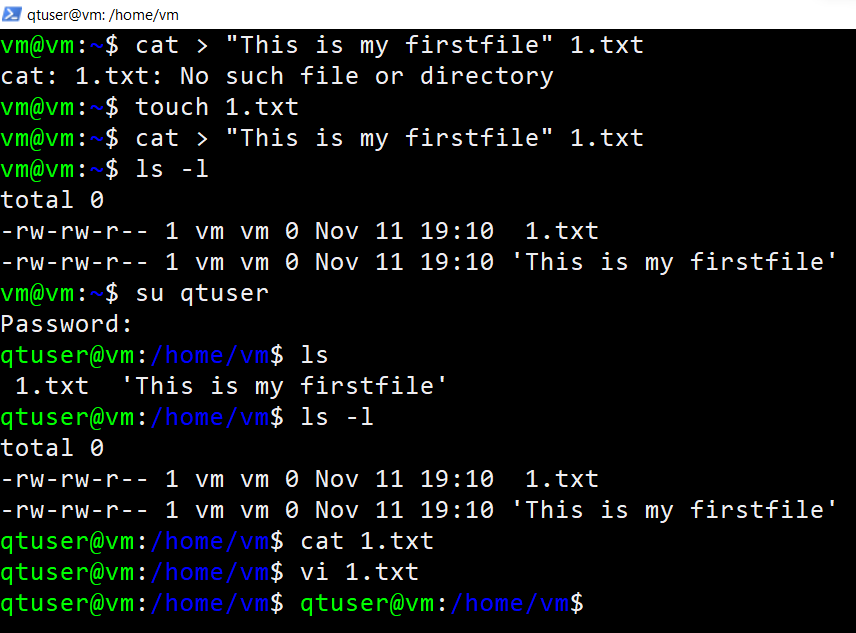 qtuser@vm: /home/vm
vm@vm:~$ cat > "This is my firstfile" 1.txt
cat: 1.txt: No such file or directory
vm@vm:~$ touch 1.txt
vm@vm:~$ cat > "This is my firstfile" 1.txt
vm@vm:~$ ls -l
total 0
-rw-rw-r-- 1 vm vm 0 Nov 11 19:10  1.txt
-rw-rw-r-- 1 vm vm 0 Nov 11 19:10 'This is my firstfile'
vm@vm:~$ su qtuser
Password:
qtuser@vm:/home/vm$ ls
 1.txt  'This is my firstfile'
qtuser@vm:/home/vm$ ls -l
total 0
-rw-rw-r-- 1 vm vm 0 Nov 11 19:10  1.txt
-rw-rw-r-- 1 vm vm 0 Nov 11 19:10 'This is my firstfile'
qtuser@vm:/home/vm$ cat 1.txt
qtuser@vm:/home/vm$ vi 1.txt
qtuser@vm:/home/vm$ qtuser@vm:/home/vm$